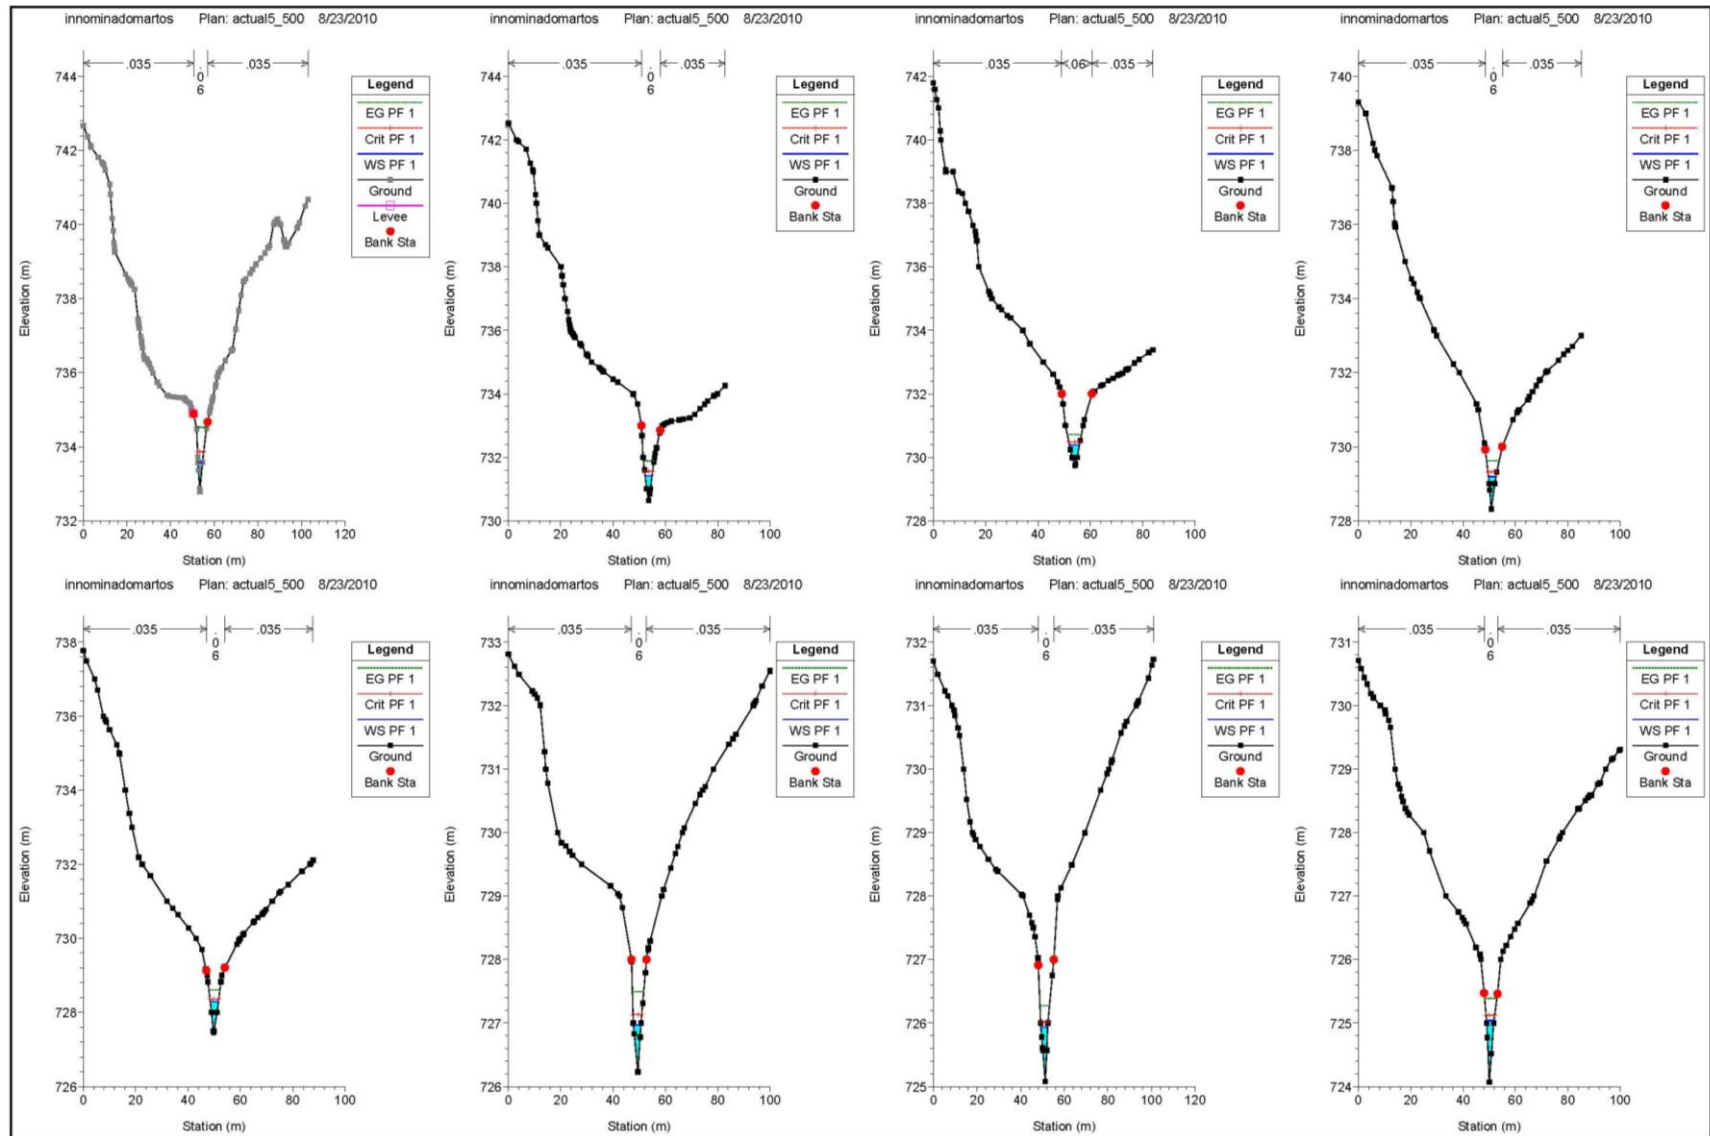 innominadomartos Plan: actual5_500 8/23/2010
.035 .06 .035
Legend
EG PF 1
Crit PF 1
WS PF 1
Ground
Levee
Bank Sta
Elevation (m)
744
742
740
738
736
734
732
0 20 40 60 80 100 120
Station (m)
innominadomartos Plan: actual5_500 8/23/2010
.035 .06 .035
Legend
EG PF 1
Crit PF 1
WS PF 1
Ground
Bank Sta
Elevation (m)
744
742
740
738
736
734
732
730
0 20 40 60 80 100
Station (m)
innominadomartos Plan: actual5_500 8/23/2010
.035 .06 .035
Legend
EG PF 1
Crit PF 1
WS PF 1
Ground
Bank Sta
Elevation (m)
742
740
738
736
734
732
730
728
0 20 40 60 80 100
Station (m)
innominadomartos Plan: actual5_500 8/23/2010
.035 .06 .035
Legend
EG PF 1
Crit PF 1
WS PF 1
Ground
Bank Sta
Elevation (m)
740
738
736
734
732
730
728
0 20 40 60 80 100
Station (m)
innominadomartos Plan: actual5_500 8/23/2010
.035 .06 .035
Legend
EG PF 1
Crit PF 1
WS PF 1
Ground
Bank Sta
Elevation (m)
738
736
734
732
730
728
726
0 20 40 60 80 100
Station (m)
innominadomartos Plan: actual5_500 8/23/2010
.035 .06 .035
Legend
EG PF 1
Crit PF 1
WS PF 1
Ground
Bank Sta
Elevation (m)
733
732
731
730
729
728
727
726
0 20 40 60 80 100
Station (m)
innominadomartos Plan: actual5_500 8/23/2010
.035 .06 .035
Legend
EG PF 1
Crit PF 1
WS PF 1
Ground
Bank Sta
Elevation (m)
732
731
730
729
728
727
726
725
0 20 40 60 80 100 120
Station (m)
innominadomartos Plan: actual5_500 8/23/2010
.035 .06 .035
Legend
EG PF 1
Crit PF 1
WS PF 1
Ground
Bank Sta
Elevation (m)
731
730
729
728
727
726
725
724
0 20 40 60 80 100
Station (m)